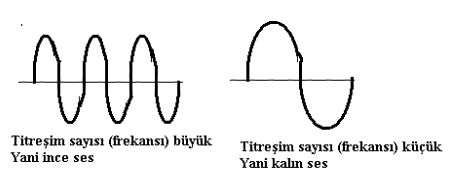 Titreşim sayısı (frekansı) büyük
Yani ince ses
Titreşim sayısı (frekansı) küçük
Yani kalın ses